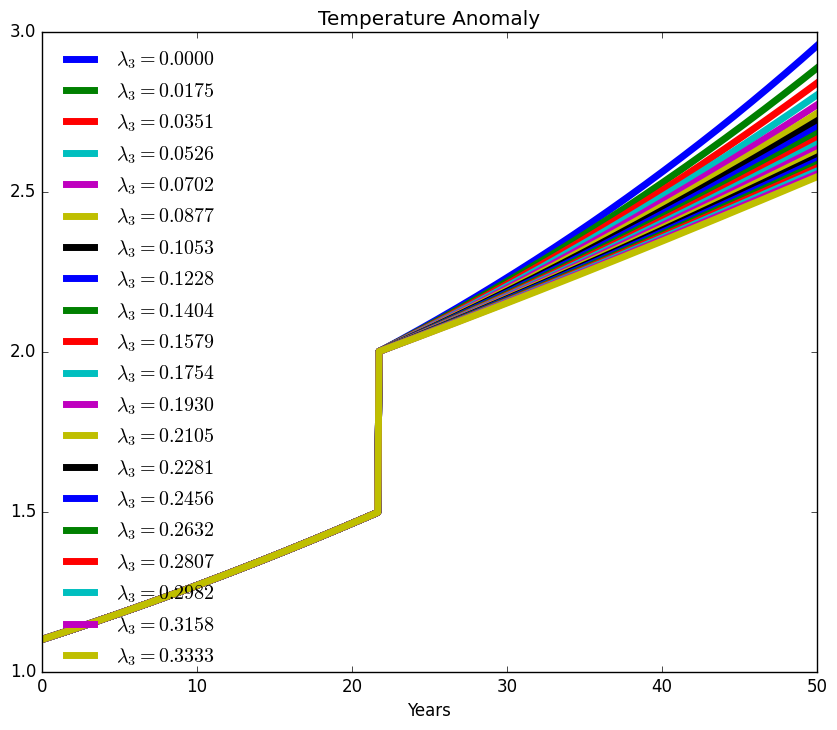 Temperature Anomaly
3.0
2.5
2.0
1.5
1.0
λ₃ = 0.0000
λ₃ = 0.0175
λ₃ = 0.0351
λ₃ = 0.0526
λ₃ = 0.0702
λ₃ = 0.0877
λ₃ = 0.1053
λ₃ = 0.1228
λ₃ = 0.1404
λ₃ = 0.1579
λ₃ = 0.1754
λ₃ = 0.1930
λ₃ = 0.2105
λ₃ = 0.2281
λ₃ = 0.2456
λ₃ = 0.2632
λ₃ = 0.2807
λ₃ = 0.2982
λ₃ = 0.3158
λ₃ = 0.3333
0 10 20 30 40 50
Years